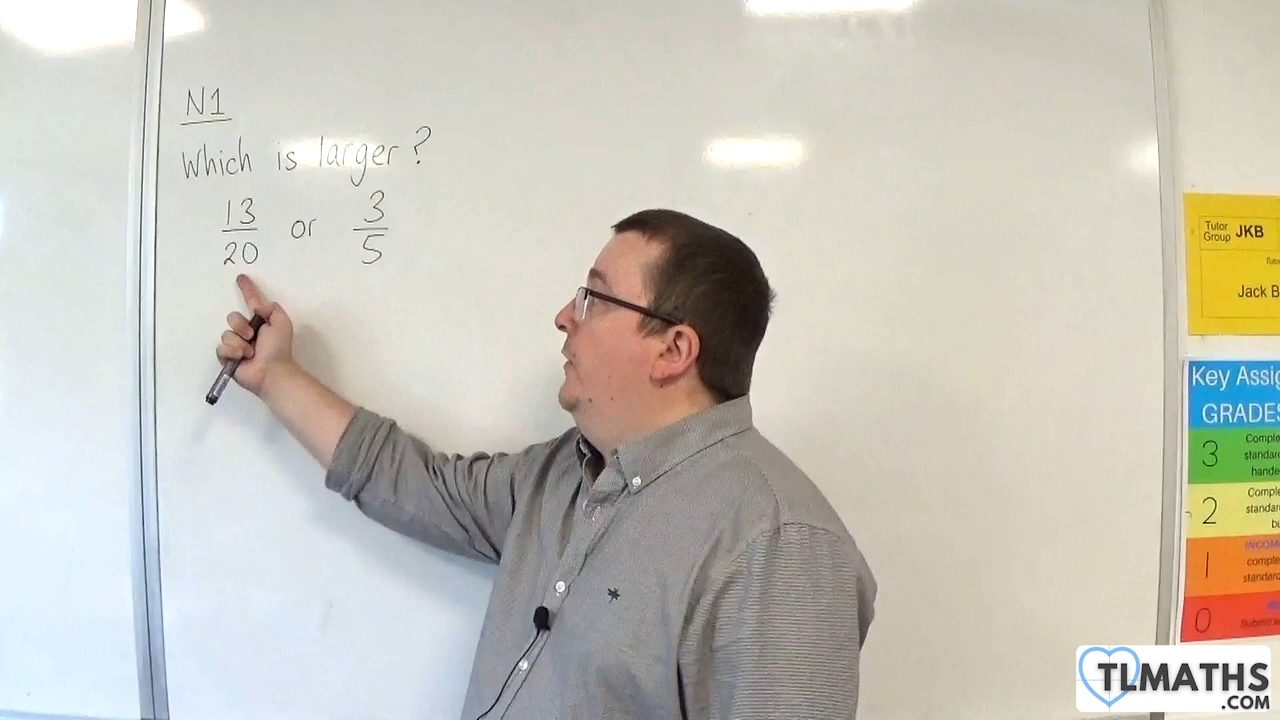 N1
Which is larger?
13/20 or 3/5
Tutor Group JKB
Jack B
Key Assig
GRADES
3
2
1
0
TLMATHS
.COM